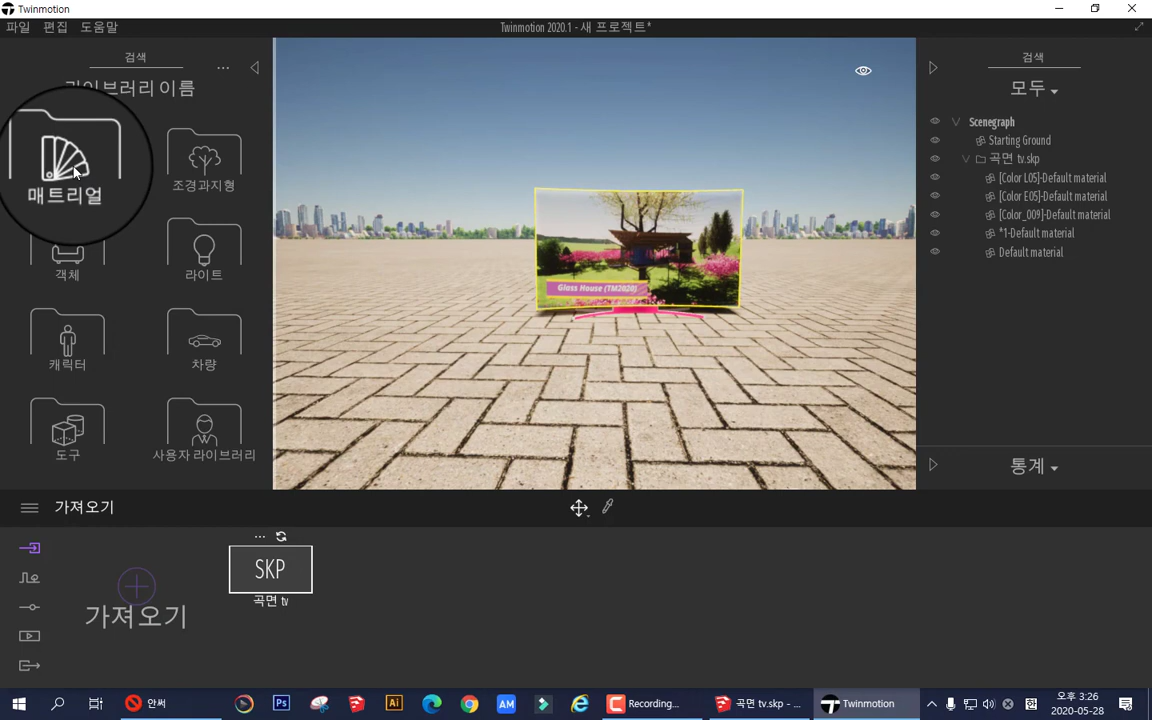 Twinmotion
파일 편집 도움말
Twinmotion 2020.1 - 새 프로젝트*
검색
...
라이브러리 이름
매트리얼
조경과지형
객체
라이트
캐릭터
차량
도구
사용자 라이브러리
Glass House (TM2020)
검색
모두
Scenegraph
Starting Ground
곡면 tv.skp
[Color L05]-Default material
[Color E05]-Default material
[Color_009]-Default material
*1-Default material
Default material
통계
가져오기
가져오기
...
SKP
곡면 tv
안써
Ps
Ai
AM
Recording...
곡면 tv.skp - ...
Twinmotion
한
오후 3:26
2020-05-28